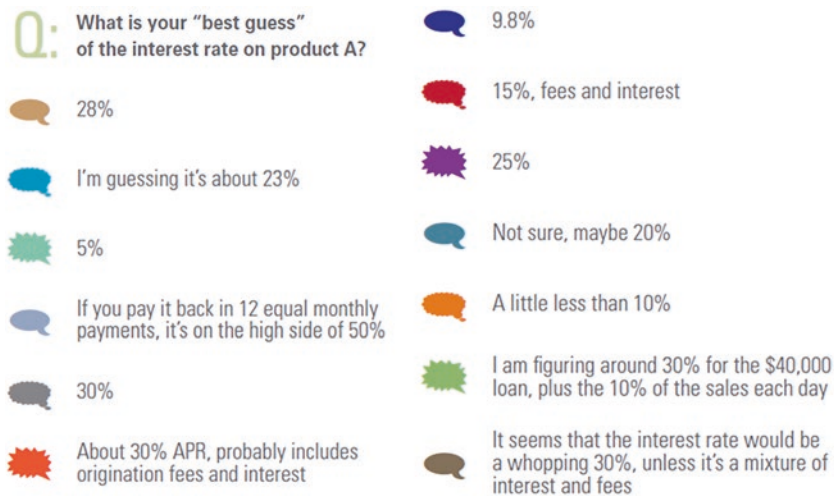 Q: What is your “best guess”
of the interest rate on product A?
28%
I'm guessing it's about 23%
5%
If you pay it back in 12 equal monthly
payments, it's on the high side of 50%
30%
About 30% APR, probably includes
origination fees and interest
9.8%
15%, fees and interest
25%
Not sure, maybe 20%
A little less than 10%
I am figuring around 30% for the $40,000
loan, plus the 10% of the sales each day
It seems that the interest rate would be
a whopping 30%, unless it's a mixture of
interest and fees